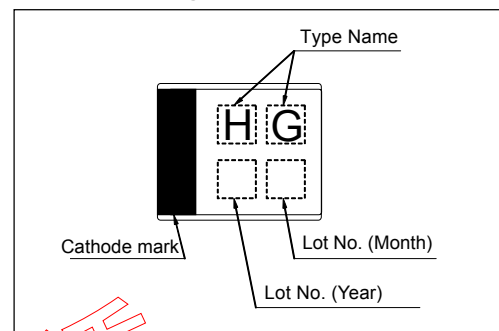 Type Name
H G
Cathode mark
Lot No. (Month)
Lot No. (Year)